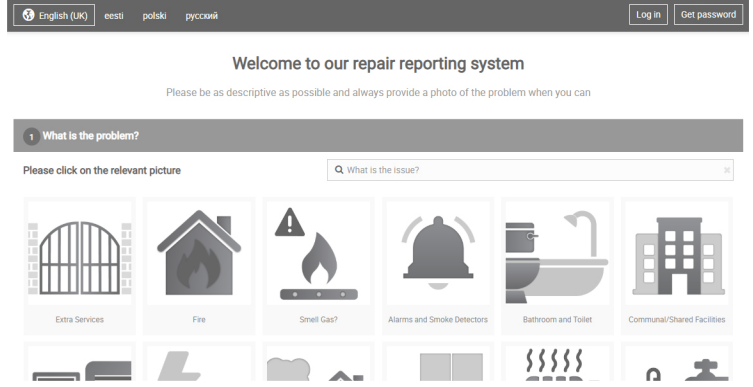 English (UK) eesti polski русский Log in Get password
Welcome to our repair reporting system
Please be as descriptive as possible and always provide a photo of the problem when you can
1 What is the problem?
Please click on the relevant picture What is the issue?
Extra Services Fire Smell Gas? Alarms and Smoke Detectors Bathroom and Toilet Communal/Shared Facilities